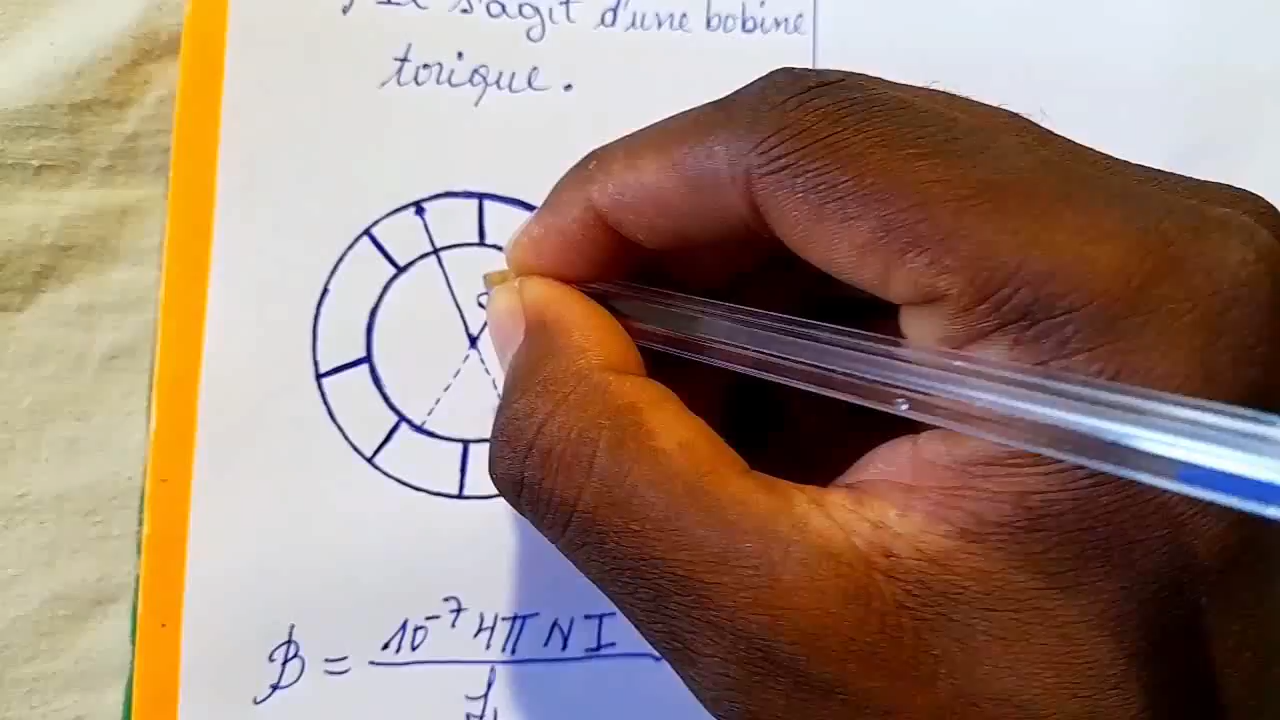 s'agit d'une bobine
torique.
B = 10⁻⁷ 4π N I